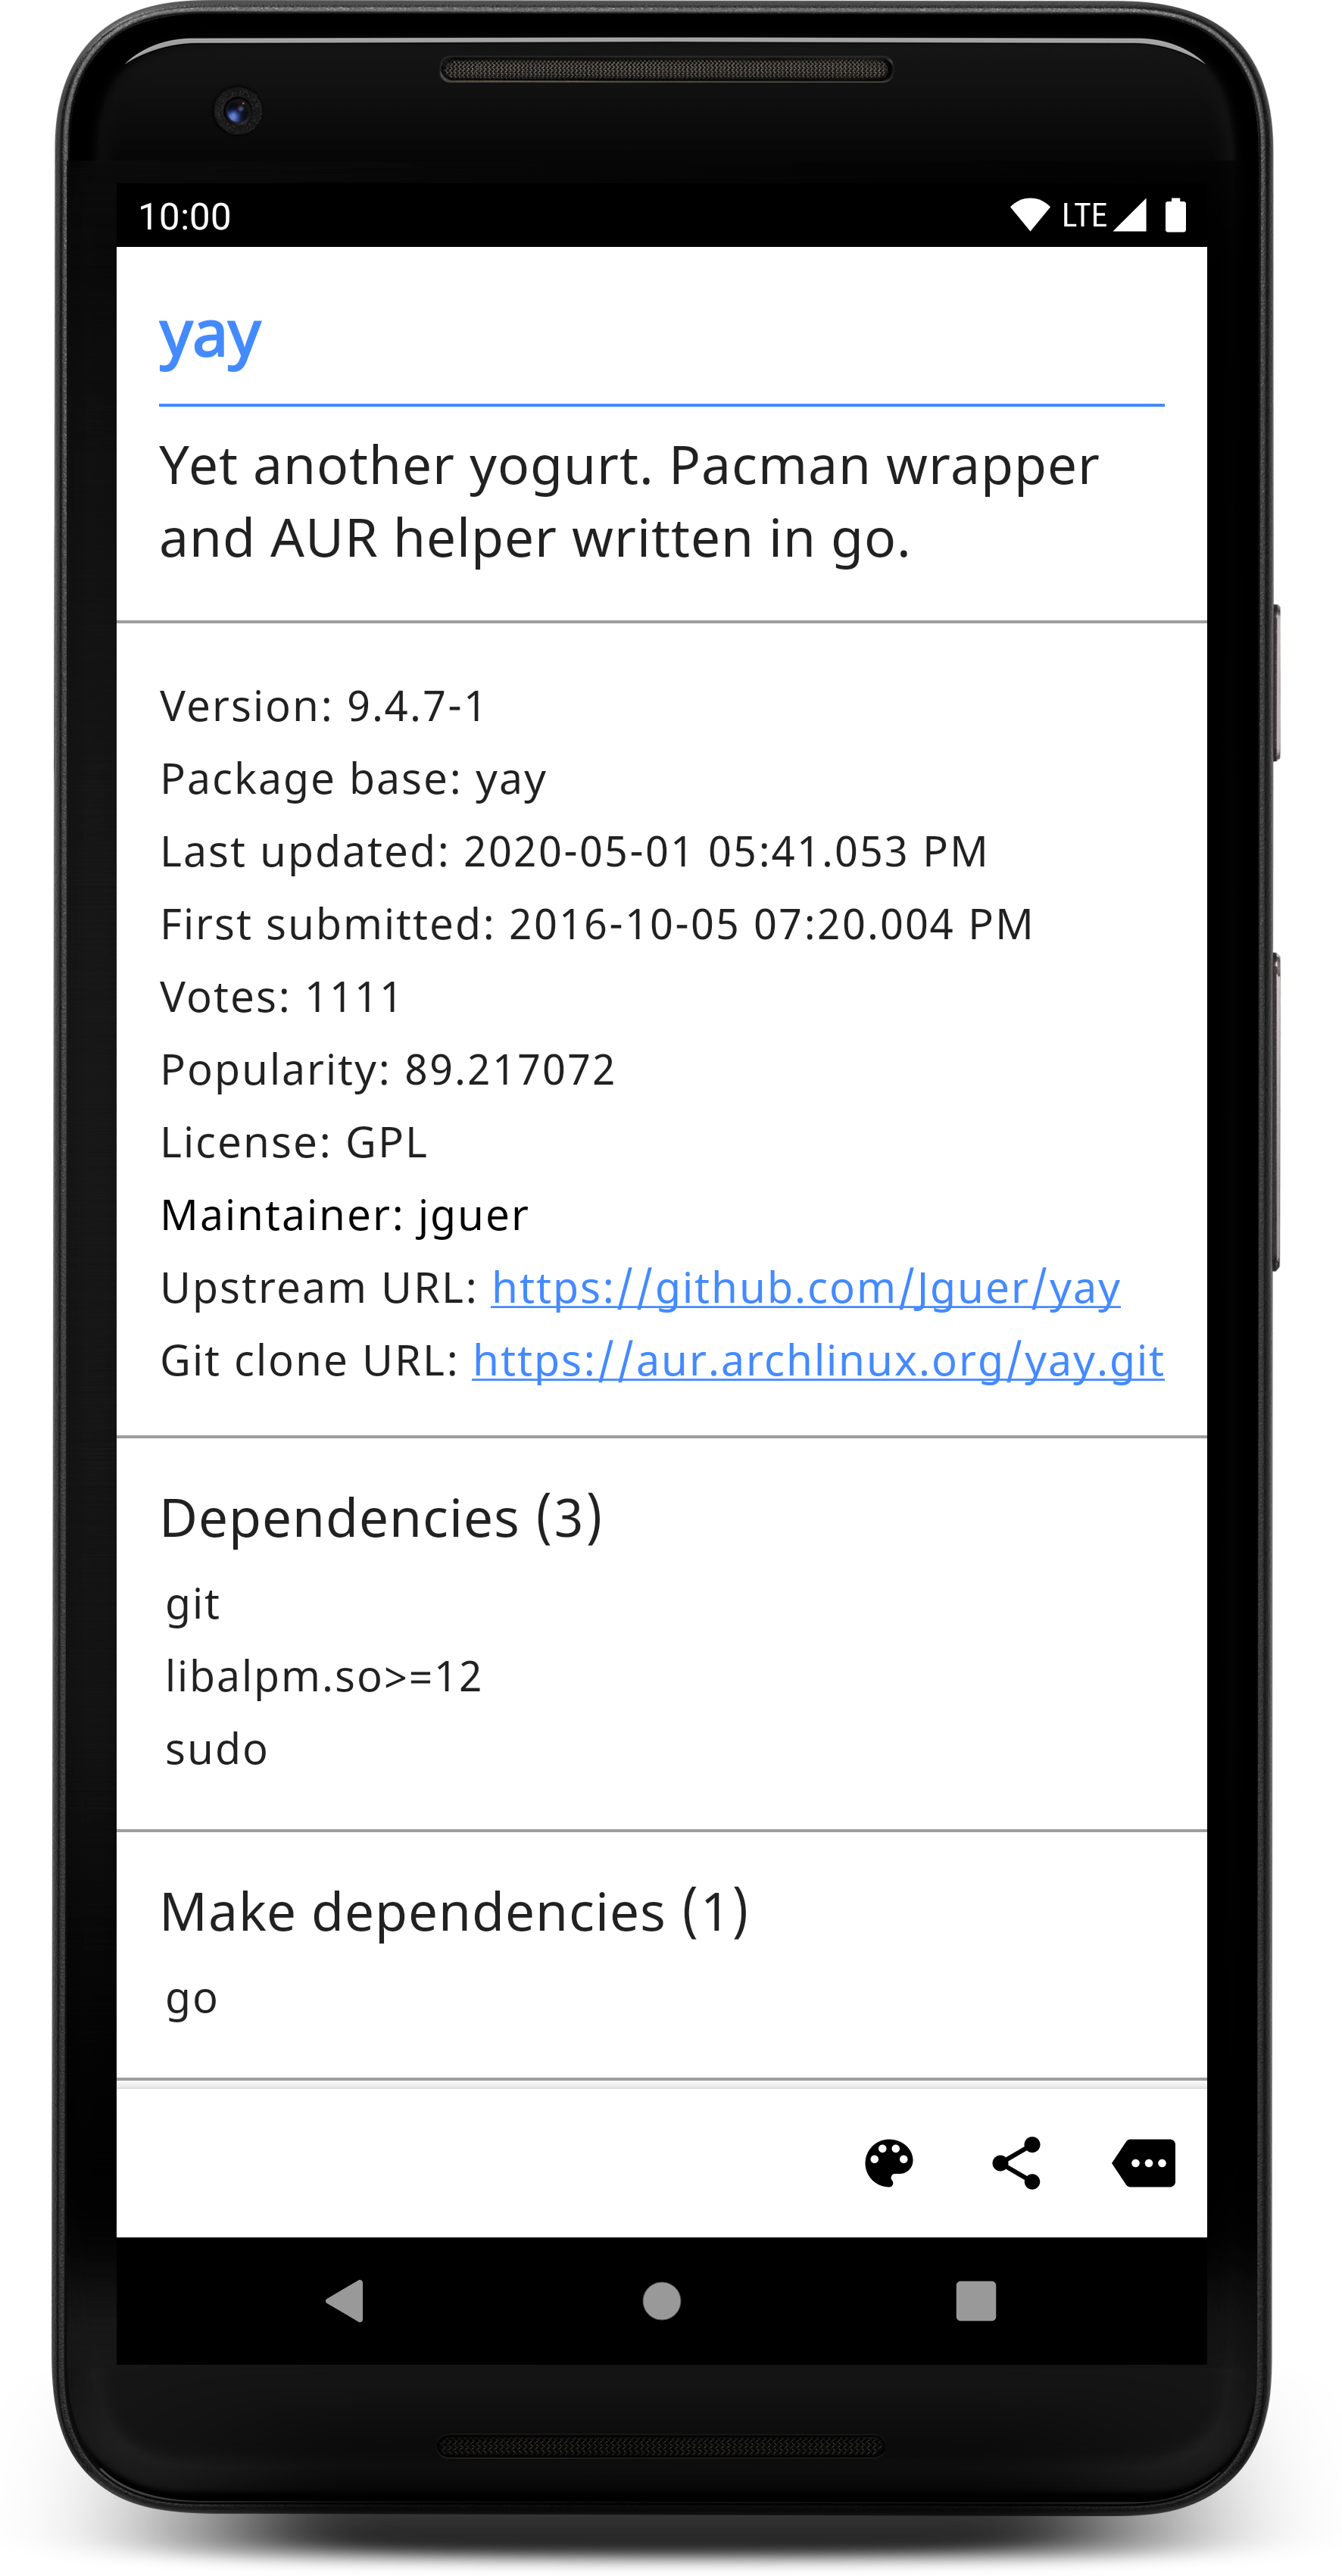 10:00 LTE
yay
Yet another yogurt. Pacman wrapper
and AUR helper written in go.
Version: 9.4.7-1
Package base: yay
Last updated: 2020-05-01 05:41.053 PM
First submitted: 2016-10-05 07:20.004 PM
Votes: 1111
Popularity: 89.217072
License: GPL
Maintainer: jguer
Upstream URL: https://github.com/Jguer/yay
Git clone URL: https://aur.archlinux.org/yay.git
Dependencies (3)
git
libalpm.so>=12
sudo
Make dependencies (1)
go